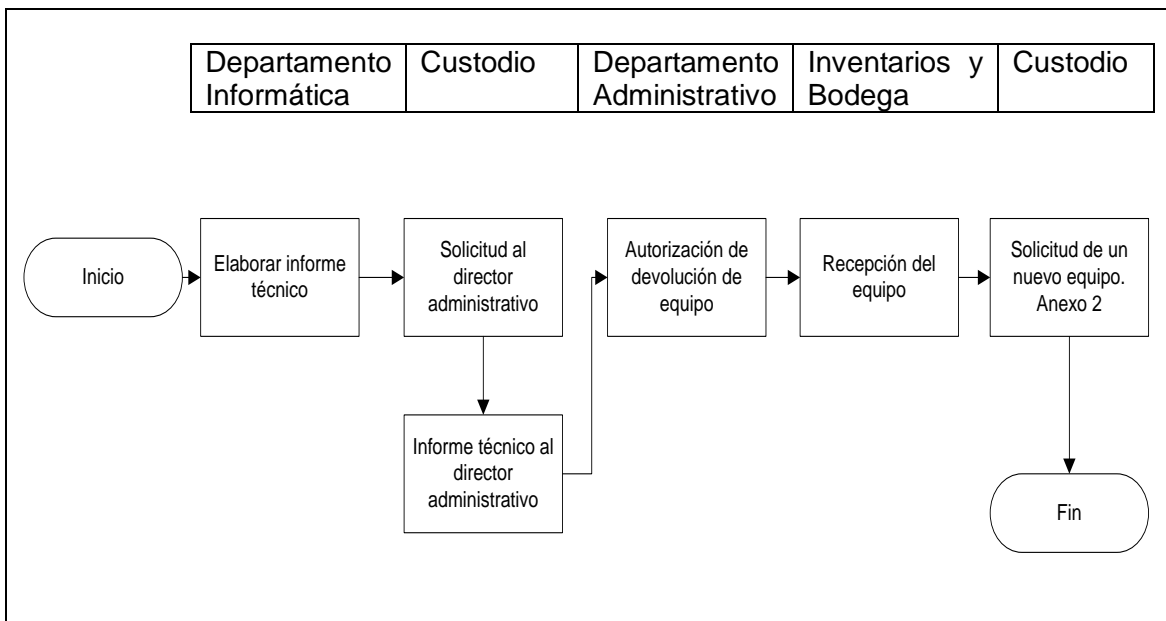 Departamento
Informática
Custodio
Departamento
Administrativo
Inventarios y
Bodega
Custodio
Inicio
Elaborar informe
técnico
Solicitud al
director
administrativo
Informe técnico al
director
administrativo
Autorización de
devolución de
equipo
Recepción del
equipo
Solicitud de un
nuevo equipo.
Anexo 2
Fin